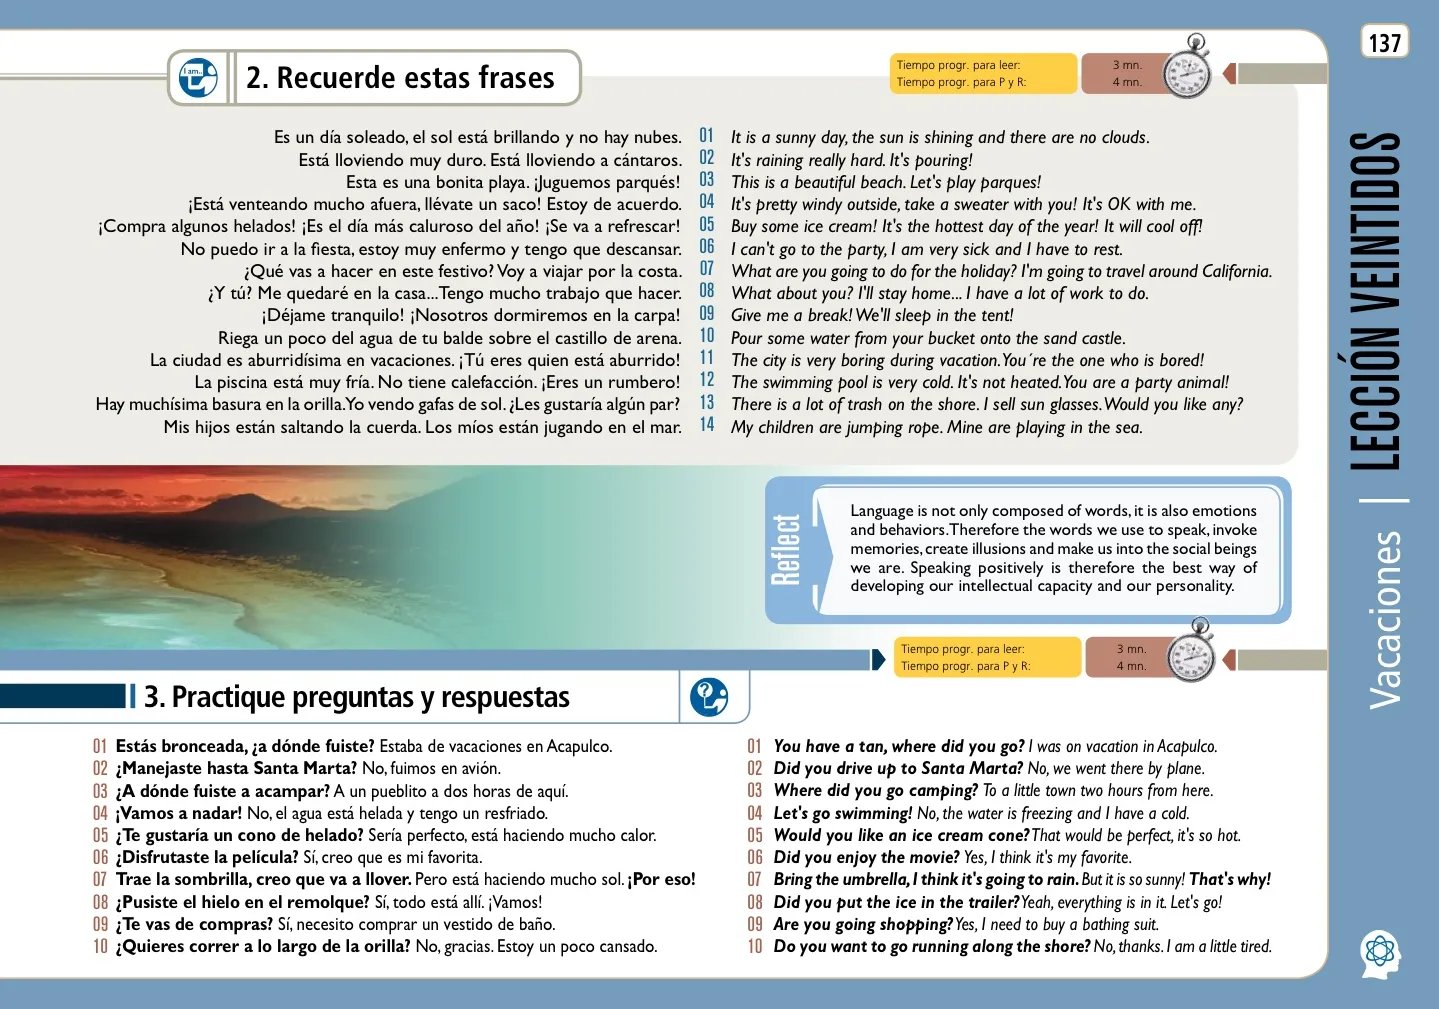 137
2. Recuerde estas frases
Tiempo progr. para leer: 3 mn.
Tiempo progr. para P y R: 4 mn.
I am..
Es un día soleado, el sol está brillando y no hay nubes. 01 It is a sunny day, the sun is shining and there are no clouds.
Está lloviendo muy duro. Está lloviendo a cántaros. 02 It's raining really hard. It's pouring!
Esta es una bonita playa. ¡Juguemos parqués! 03 This is a beautiful beach. Let's play parques!
¡Está venteando mucho afuera, llévate un saco! Estoy de acuerdo. 04 It's pretty windy outside, take a sweater with you! It's OK with me.
¡Compra algunos helados! ¡Es el día más caluroso del año! ¡Se va a refrescar! 05 Buy some ice cream! It's the hottest day of the year! It will cool off!
No puedo ir a la fiesta, estoy muy enfermo y tengo que descansar. 06 I can't go to the party, I am very sick and I have to rest.
¿Qué vas a hacer en este festivo? Voy a viajar por la costa. 07 What are you going to do for the holiday? I'm going to travel around California.
¿Y tú? Me quedaré en la casa...Tengo mucho trabajo que hacer. 08 What about you? I'll stay home... I have a lot of work to do.
¡Déjame tranquilo! ¡Nosotros dormiremos en la carpa! 09 Give me a break! We'll sleep in the tent!
Riega un poco del agua de tu balde sobre el castillo de arena. 10 Pour some water from your bucket onto the sand castle.
La ciudad es aburridísima en vacaciones. ¡Tú eres quien está aburrido! 11 The city is very boring during vacation. You´re the one who is bored!
La piscina está muy fría. No tiene calefacción. ¡Eres un rumbero! 12 The swimming pool is very cold. It's not heated. You are a party animal!
Hay muchísima basura en la orilla. Yo vendo gafas de sol. ¿Les gustaría algún par? 13 There is a lot of trash on the shore. I sell sun glasses. Would you like any?
Mis hijos están saltando la cuerda. Los míos están jugando en el mar. 14 My children are jumping rope. Mine are playing in the sea.
Reflect
Language is not only composed of words, it is also emotions
and behaviors. Therefore the words we use to speak, invoke
memories, create illusions and make us into the social beings
we are. Speaking positively is therefore the best way of
developing our intellectual capacity and our personality.
Tiempo progr. para leer: 3 mn.
Tiempo progr. para P y R: 4 mn.
3. Practique preguntas y respuestas
01 Estás bronceada, ¿a dónde fuiste? Estaba de vacaciones en Acapulco.
02 ¿Manejaste hasta Santa Marta? No, fuimos en avión.
03 ¿A dónde fuiste a acampar? A un pueblito a dos horas de aquí.
04 ¡Vamos a nadar! No, el agua está helada y tengo un resfriado.
05 ¿Te gustaría un cono de helado? Sería perfecto, está haciendo mucho calor.
06 ¿Disfrutaste la película? Sí, creo que es mi favorita.
07 Trae la sombrilla, creo que va a llover. Pero está haciendo mucho sol. ¡Por eso!
08 ¿Pusiste el hielo en el remolque? Sí, todo está allí. ¡Vamos!
09 ¿Te vas de compras? Sí, necesito comprar un vestido de baño.
10 ¿Quieres correr a lo largo de la orilla? No, gracias. Estoy un poco cansado.
01 You have a tan, where did you go? I was on vacation in Acapulco.
02 Did you drive up to Santa Marta? No, we went there by plane.
03 Where did you go camping? To a little town two hours from here.
04 Let's go swimming! No, the water is freezing and I have a cold.
05 Would you like an ice cream cone? That would be perfect, it's so hot.
06 Did you enjoy the movie? Yes, I think it's my favorite.
07 Bring the umbrella, I think it's going to rain. But it is so sunny! That's why!
08 Did you put the ice in the trailer? Yeah, everything is in it. Let's go!
09 Are you going shopping? Yes, I need to buy a bathing suit.
10 Do you want to go running along the shore? No, thanks. I am a little tired.
LECCIÓN VEINTIDOS
Vacaciones